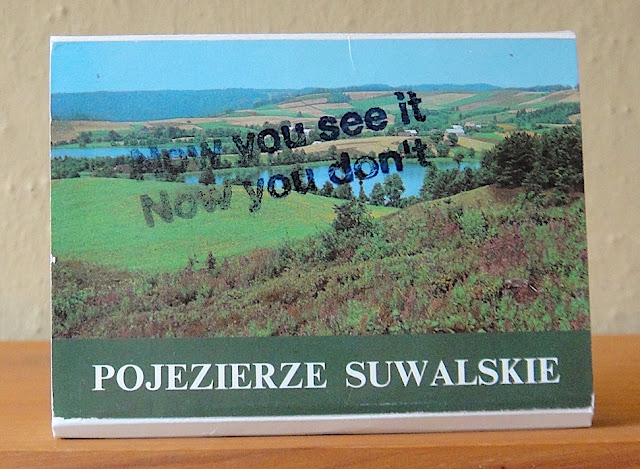 Now you see it
Now you don't
POJEZIERZE SUWALSKIE